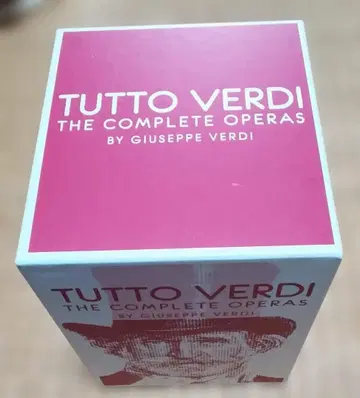 TUTTO VERDI
THE COMPLETE OPERAS
BY GIUSEPPE VERDI
TUTTO VERDI
THE COMPLETE OPERAS
BY GIUSEPPE VERDI